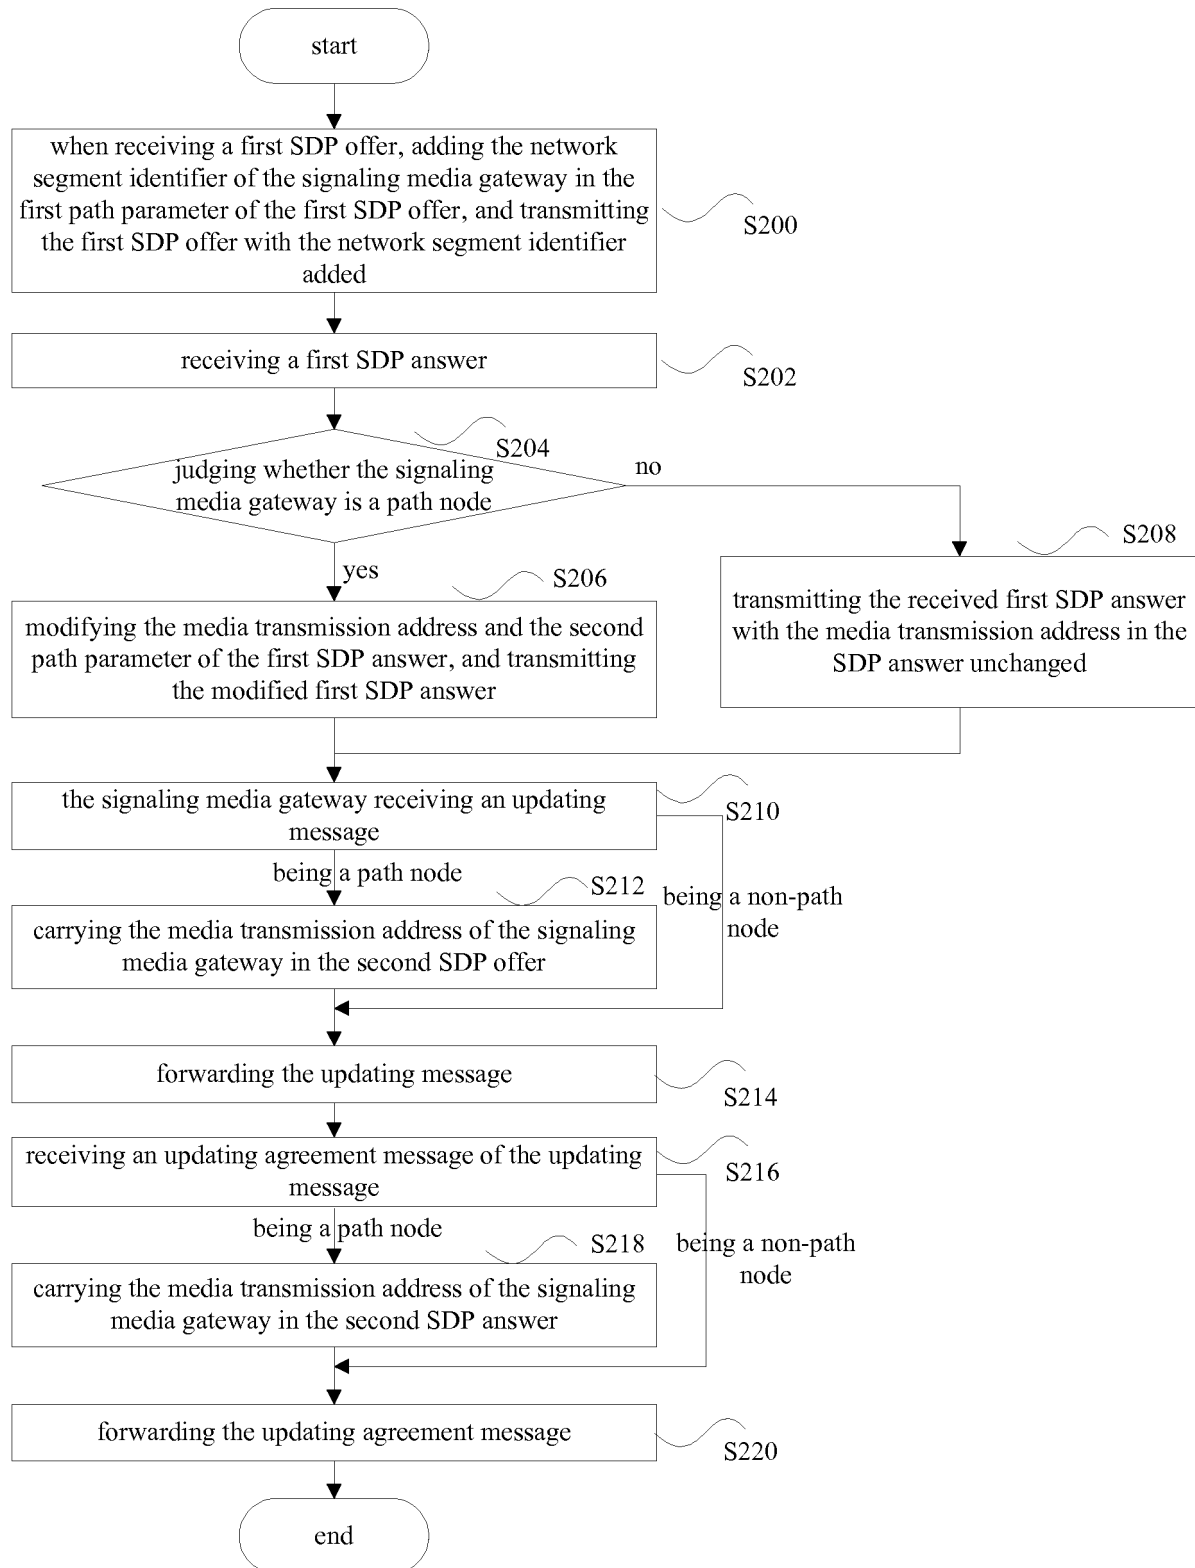 start
when receiving a first SDP offer, adding the network
segment identifier of the signaling media gateway in the
first path parameter of the first SDP offer, and transmitting
the first SDP offer with the network segment identifier
added
S200
receiving a first SDP answer
S202
S204
judging whether the signaling
media gateway is a path node
no
yes
S206
S208
modifying the media transmission address and the second
path parameter of the first SDP answer, and transmitting
the modified first SDP answer
transmitting the received first SDP answer
with the media transmission address in the
SDP answer unchanged
the signaling media gateway receiving an updating
message
S210
being a path node
S212
being a non-path
node
carrying the media transmission address of the signaling
media gateway in the second SDP offer
forwarding the updating message
S214
receiving an updating agreement message of the updating
message
S216
being a path node
S218
being a non-path
node
carrying the media transmission address of the signaling
media gateway in the second SDP answer
forwarding the updating agreement message
S220
end